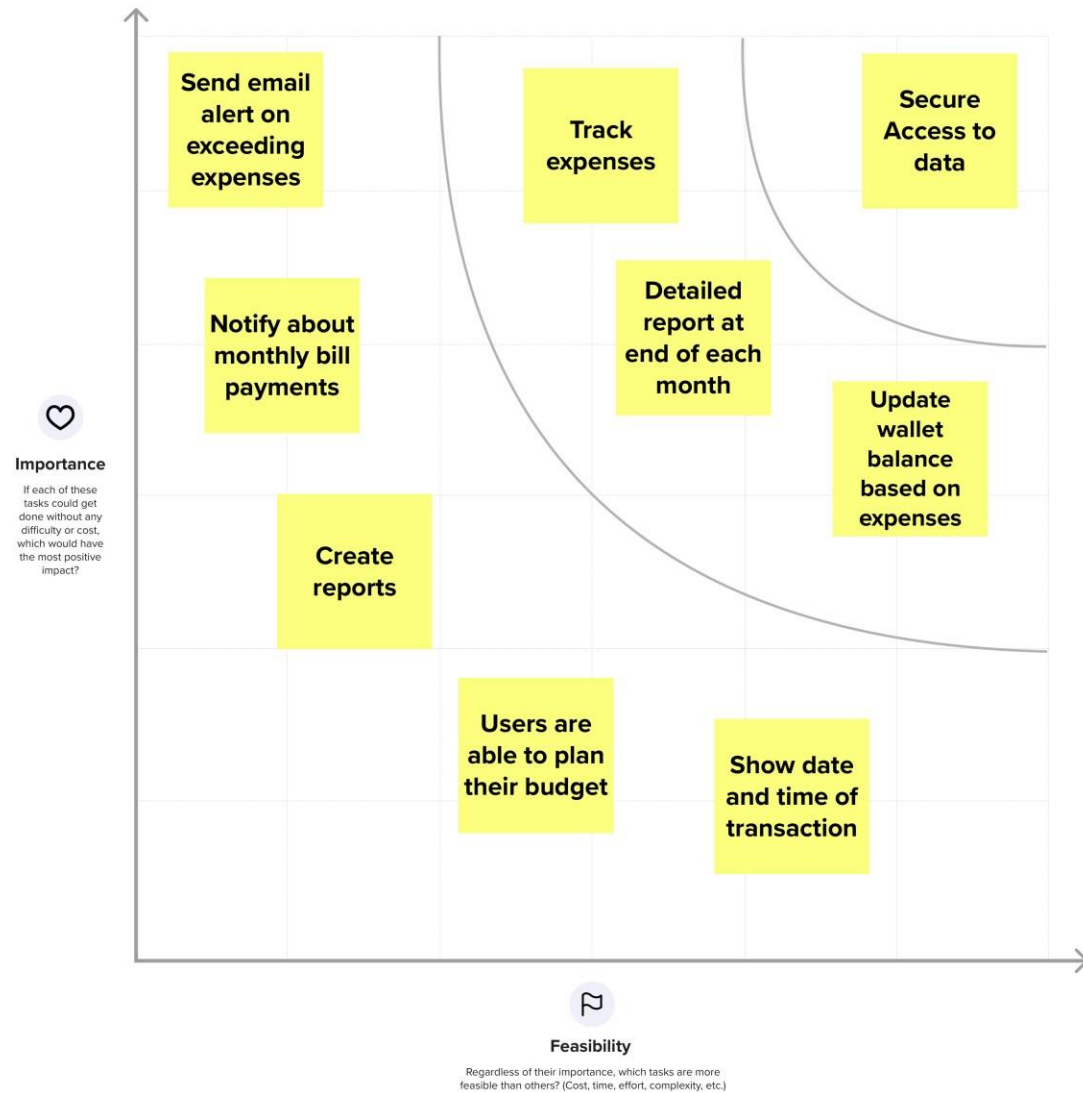 Send email
alert on
exceeding
expenses
Track
expenses
Secure
Access to
data
Notify about
monthly bill
payments
Detailed
report at
end of each
month
Update
wallet
balance
based on
expenses
Importance
If each of these
tasks could get
done without any
difficulty or cost,
which would have
the most positive
impact?
Create
reports
Users are
able to plan
their budget
Show date
and time of
transaction
Feasibility
Regardless of their importance, which tasks are more
feasible than others? (Cost, time, effort, complexity, etc.)